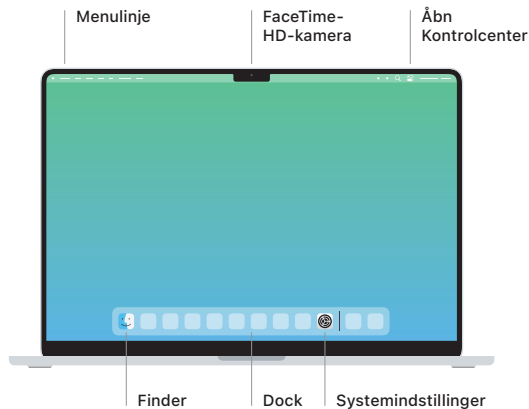 Menulinje
FaceTime-
HD-kamera
Åbn
Kontrolcenter
Finder
Dock
Systemindstillinger